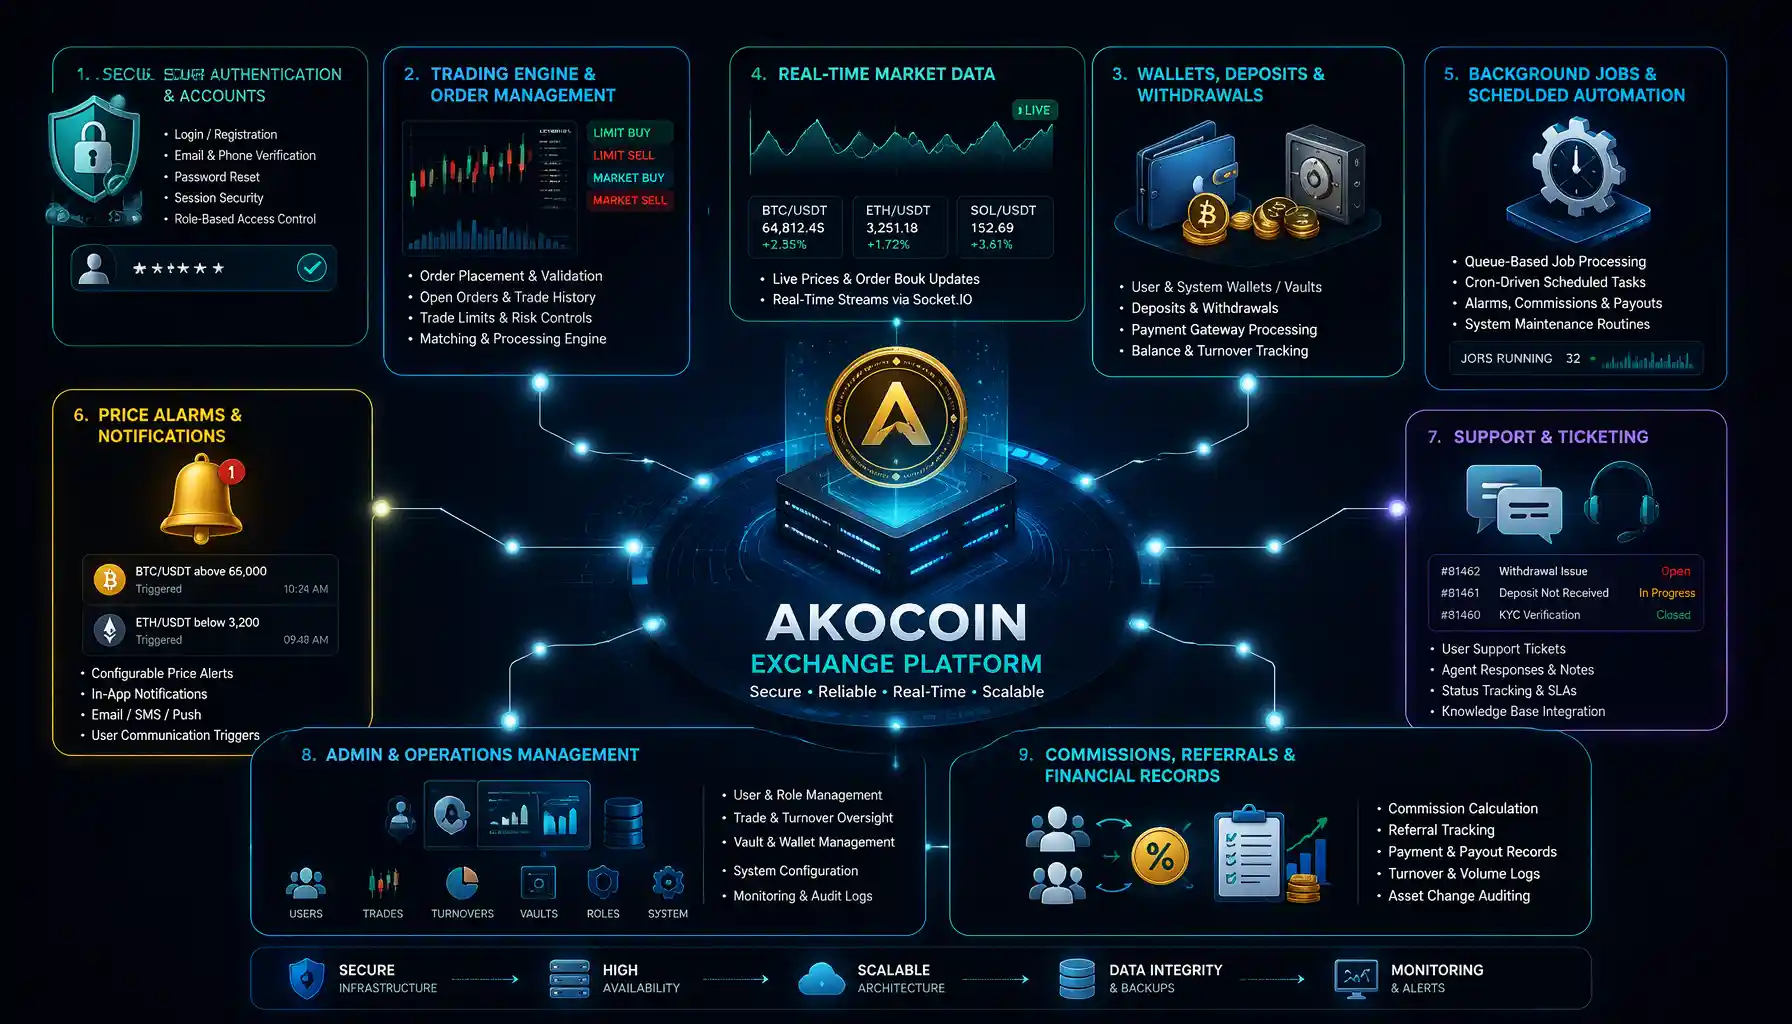 1. AUTHENTICATION
& ACCOUNTS
• Login / Registration
• Email & Phone Verification
• Password Reset
• Session Security
• Role-Based Access Control
2. TRADING ENGINE &
ORDER MANAGEMENT
LIMIT BUY
LIMIT SELL
MARKET BUY
MARKET SELL
• Order Placement & Validation
• Open Orders & Trade History
• Trade Limits & Risk Controls
• Matching & Processing Engine
4. REAL-TIME MARKET DATA
LIVE
BTC/USDT
64,812.45
+2.35%
ETH/USDT
3,251.18
+1.72%
SOL/USDT
152.69
+3.61%
• Live Prices & Order Bouk Updates
• Real-Time Streams via Socket.IO
3. WALLETS, DEPOSITS &
WITHDRAWALS
• User & System Wallets / Vaults
• Deposits & Withdrawals
• Payment Gateway Processing
• Balance & Turnover Tracking
5. BACKGROUND JOBS &
SCHEDLDED AUTOMATION
• Queue-Based Job Processing
• Cron-Driven Scheduled Tasks
• Alarms, Commissions & Payouts
• System Maintenance Routines
JORS RUNNING 32
6. PRICE ALARMS &
NOTIFICATIONS
1
BTC/USDT above 65,000
Triggered 10:24 AM
ETH/USDT below 3,200
Triggered 09:48 AM
• Configurable Price Alerts
• In-App Notifications
• Email / SMS / Push
• User Communication Triggers
AKOCOIN
EXCHANGE PLATFORM
Secure • Reliable • Real-Time • Scalable
7. SUPPORT & TICKETING
#81462 Withdrawal Issue Open
#81461 Deposit Not Received In Progress
#81460 KYC Verification Closed
• User Support Tickets
• Agent Responses & Notes
• Status Tracking & SLAs
• Knowledge Base Integration
8. ADMIN & OPERATIONS MANAGEMENT
USERS
TRADES
TURNOVERS
VAULTS
ROLES
SYSTEM
• User & Role Management
• Trade & Turnover Oversight
• Vault & Wallet Management
• System Configuration
• Monitoring & Audit Logs
9. COMMISSIONS, REFERRALS &
FINANCIAL RECORDS
%
• Commission Calculation
• Referral Tracking
• Payment & Payout Records
• Turnover & Volume Logs
• Asset Change Auditing
SECURE
INFRASTRUCTURE
HIGH
AVAILABILITY
SCALABLE
ARCHITECTURE
DATA INTEGRITY
& BACKUPS
MONITORING
& ALERTS